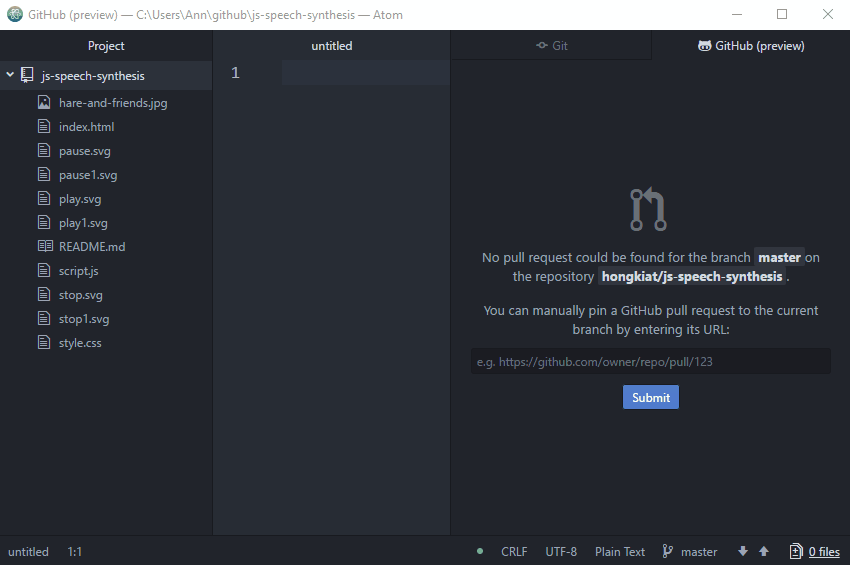 GitHub (preview) — C:\Users\Ann\github\js-speech-synthesis — Atom
Project
js-speech-synthesis
hare-and-friends.jpg
index.html
pause.svg
pause1.svg
play.svg
play1.svg
README.md
script.js
stop.svg
stop1.svg
style.css
untitled
1
Git
GitHub (preview)
No pull request could be found for the branch master on
the repository hongkiat/js-speech-synthesis .
You can manually pin a GitHub pull request to the current
branch by entering its URL:
e.g. https://github.com/owner/repo/pull/123
Submit
untitled 1:1 CRLF UTF-8 Plain Text master 0 files